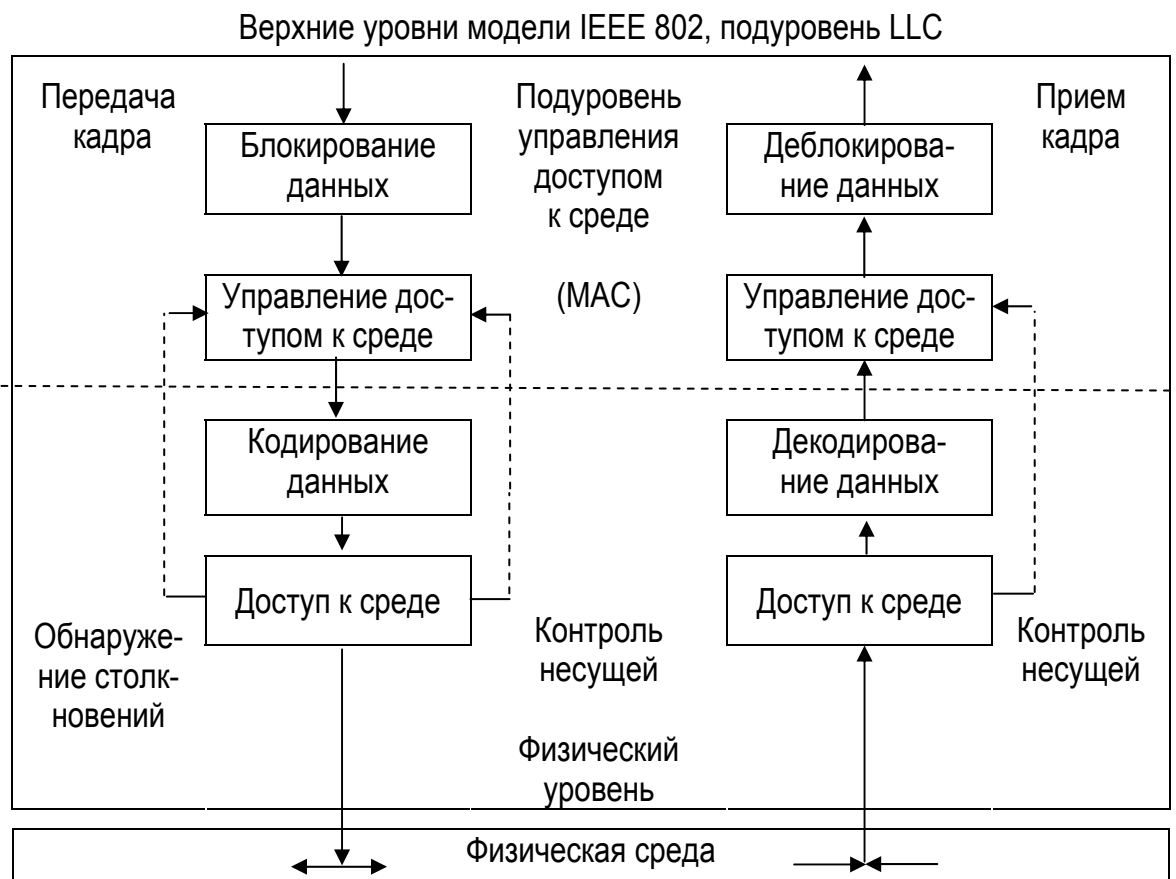 Верхние уровни модели IEEE 802, подуровень LLC
Передача
кадра
Блокирование
данных
Подуровень
управления
доступом
к среде
Деблокирова-
ние данных
Прием
кадра
Управление дос-
тупом к среде
(MAC)
Управление дос-
тупом к среде
Кодирование
данных
Декодирова-
ние данных
Доступ к среде
Доступ к среде
Обнаруже-
ние столк-
новений
Контроль
несущей
Контроль
несущей
Физический
уровень
Физическая среда